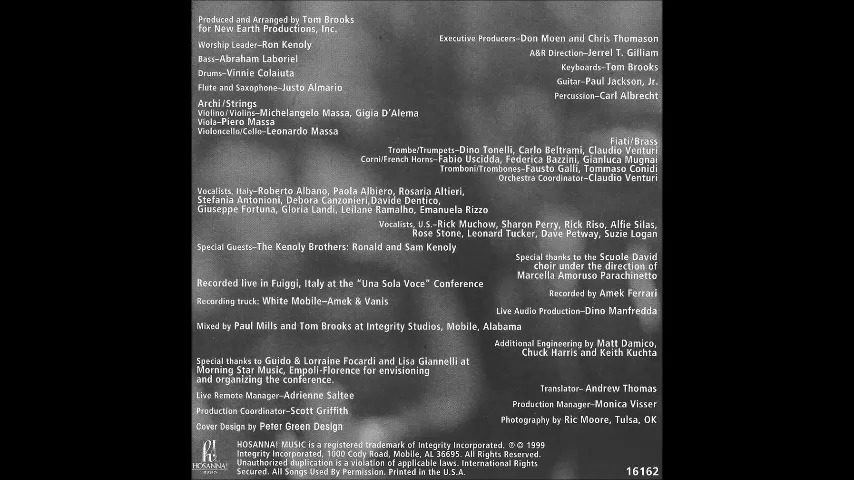 Produced and Arranged by Tom Brooks
for New Earth Productions, Inc.
Worship Leader–Ron Kenoly
Bass–Abraham Laboriel
Drums–Vinnie Colaiuta
Flute and Saxophone–Justo Almario
Archi/Strings
Violino/Violins–Michelangelo Massa, Gigia D'Alema
Viola–Piero Massa
Violoncello/Cello–Leonardo Massa
Executive Producers–Don Moen and Chris Thomason
A&R Direction–Jerrel T. Gilliam
Keyboards–Tom Brooks
Guitar–Paul Jackson, Jr.
Percussion–Carl Albrecht
Fiati/Brass
Trombe/Trumpets–Dino Tonelli, Carlo Beltrami, Claudio Venturi
Corni/French Horns–Fabio Uscidda, Federica Bazzini, Gianluca Mugnai
Tromboni/Trombones–Fausto Galli, Tommaso Conidi
Orchestra Coordinator–Claudio Venturi
Vocalists, Italy–Roberto Albano, Paola Albiero, Rosaria Altieri,
Stefania Antonioni, Debora Canzonieri,Davide Dentico,
Giuseppe Fortuna, Gloria Landi, Leilane Ramalho, Emanuela Rizzo
Vocalists, U.S.–Rick Muchow, Sharon Perry, Rick Riso, Alfie Silas,
Rose Stone, Leonard Tucker, Dave Petway, Suzie Logan
Special Guests–The Kenoly Brothers: Ronald and Sam Kenoly
Special thanks to the Scuole David
choir under the direction of
Marcella Amoruso Parachinetto
Recorded live in Fuiggi, Italy at the "Una Sola Voce" Conference
Recorded by Amek Ferrari
Recording truck: White Mobile–Amek & Vanis
Live Audio Production–Dino Manfredda
Mixed by Paul Mills and Tom Brooks at Integrity Studios, Mobile, Alabama
Additional Engineering by Matt Damico,
Chuck Harris and Keith Kuchta
Special thanks to Guido & Lorraine Focardi and Lisa Giannelli at
Morning Star Music, Empoli-Florence for envisioning
and organizing the conference.
Live Remote Manager–Adrienne Saltee
Production Coordinator–Scott Griffith
Cover Design by Peter Green Design
Translator– Andrew Thomas
Production Manager–Monica Visser
Photography by Ric Moore, Tulsa, OK
HOSANNA! MUSIC is a registered trademark of Integrity Incorporated. ℗ © 1999
Integrity Incorporated, 1000 Cody Road, Mobile, AL 36695. All Rights Reserved.
Unauthorized duplication is a violation of applicable laws. International Rights
Secured. All Songs Used By Permission. Printed in the U.S.A.
HOSANNA!
MUSIC
16162